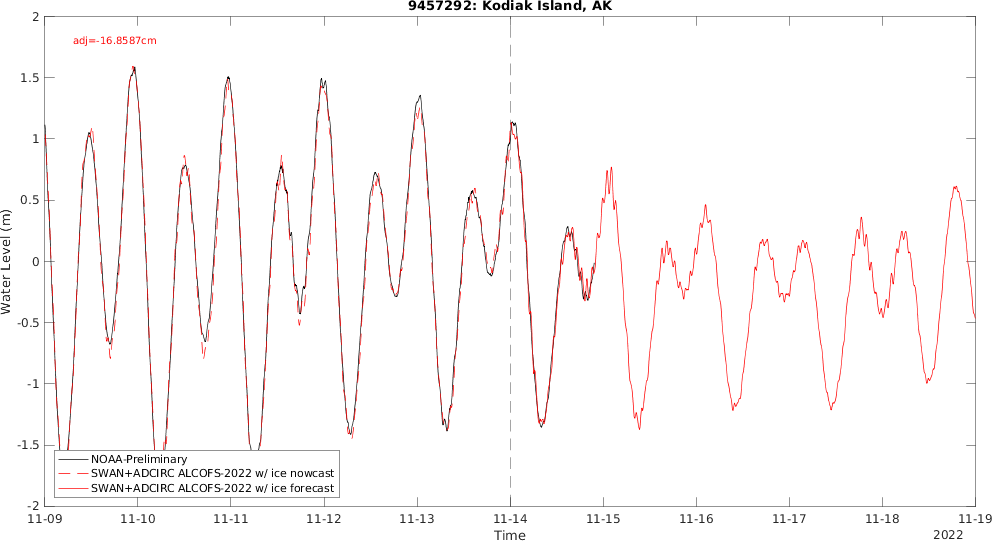 9457292: Kodiak Island, AK
adj=-16.8587cm
2
1.5
1
0.5
0
-0.5
-1
-1.5
-2
Water Level (m)
NOAA-Preliminary
SWAN+ADCIRC ALCOFS-2022 w/ ice nowcast
SWAN+ADCIRC ALCOFS-2022 w/ ice forecast
11-09 11-10 11-11 11-12 11-13 11-14 11-15 11-16 11-17 11-18 11-19
Time
2022